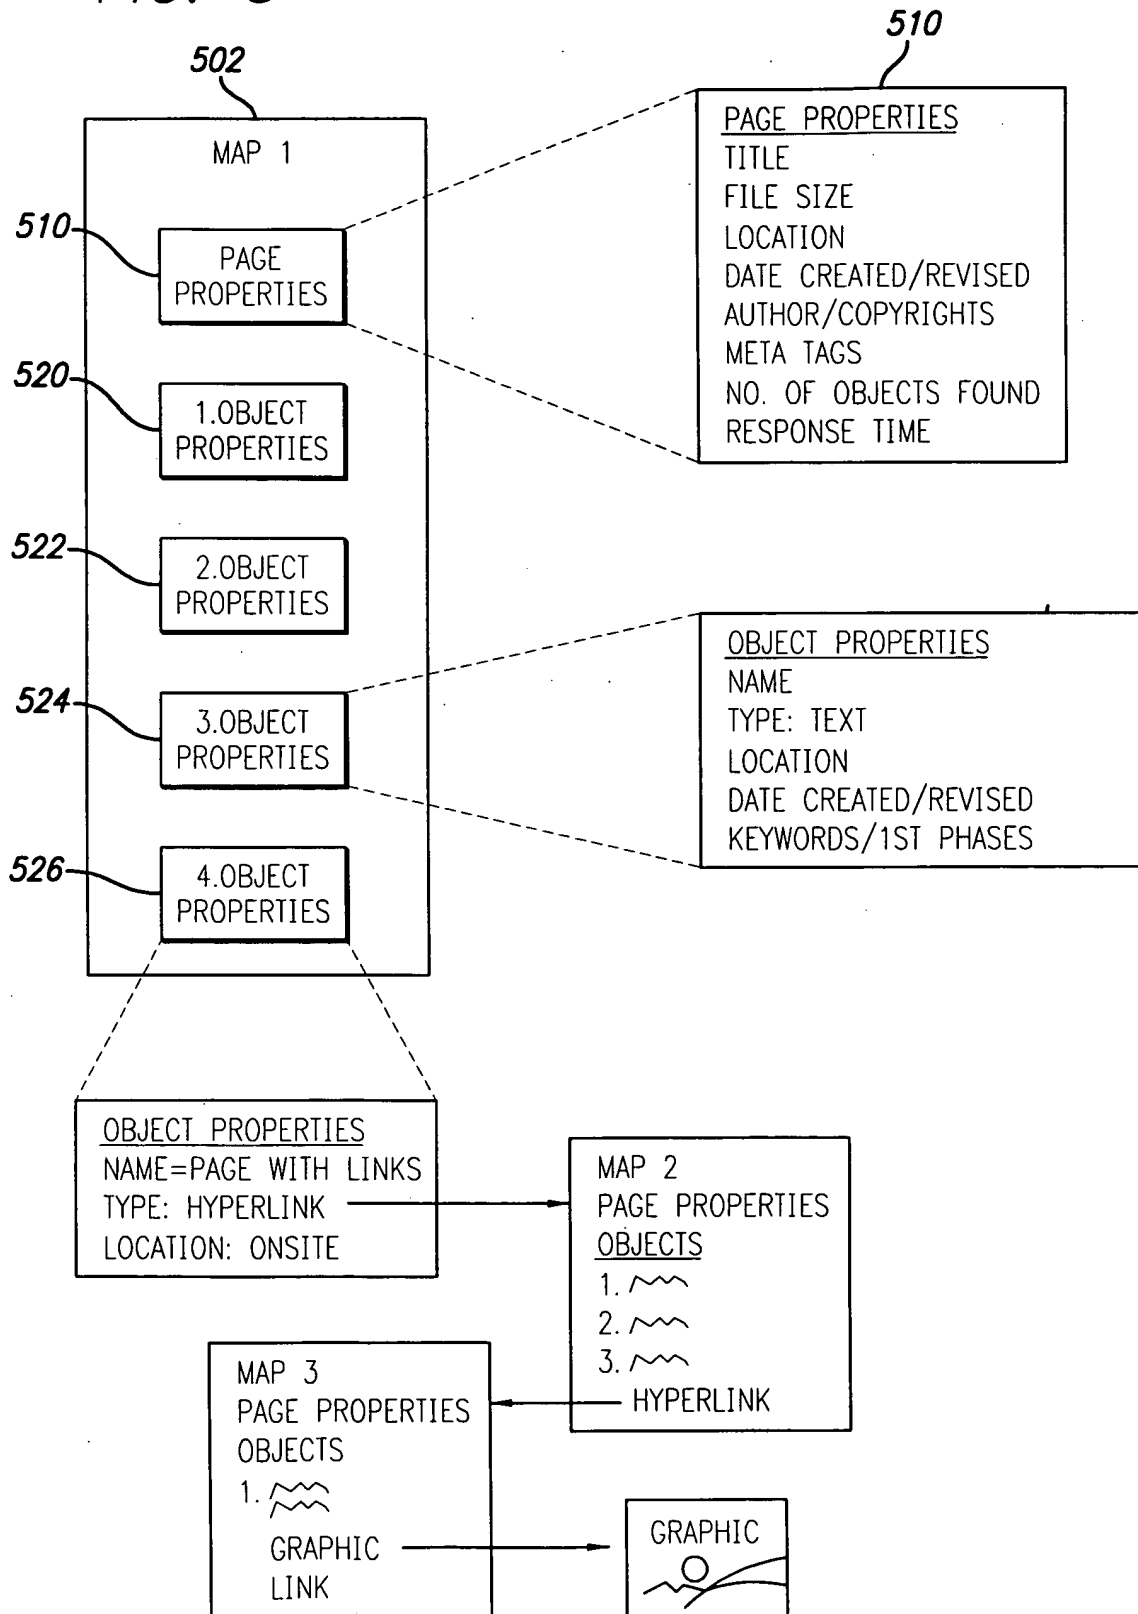 510
502
MAP 1
PAGE PROPERTIES
TITLE
FILE SIZE
LOCATION
DATE CREATED/REVISED
AUTHOR/COPYRIGHTS
META TAGS
NO. OF OBJECTS FOUND
RESPONSE TIME
510
PAGE
PROPERTIES
520
1.OBJECT
PROPERTIES
522
2.OBJECT
PROPERTIES
524
3.OBJECT
PROPERTIES
OBJECT PROPERTIES
NAME
TYPE: TEXT
LOCATION
DATE CREATED/REVISED
KEYWORDS/1ST PHASES
526
4.OBJECT
PROPERTIES
OBJECT PROPERTIES
NAME=PAGE WITH LINKS
TYPE: HYPERLINK
LOCATION: ONSITE
MAP 2
PAGE PROPERTIES
OBJECTS
1.
2.
3.
HYPERLINK
MAP 3
PAGE PROPERTIES
OBJECTS
1.
GRAPHIC
LINK
GRAPHIC